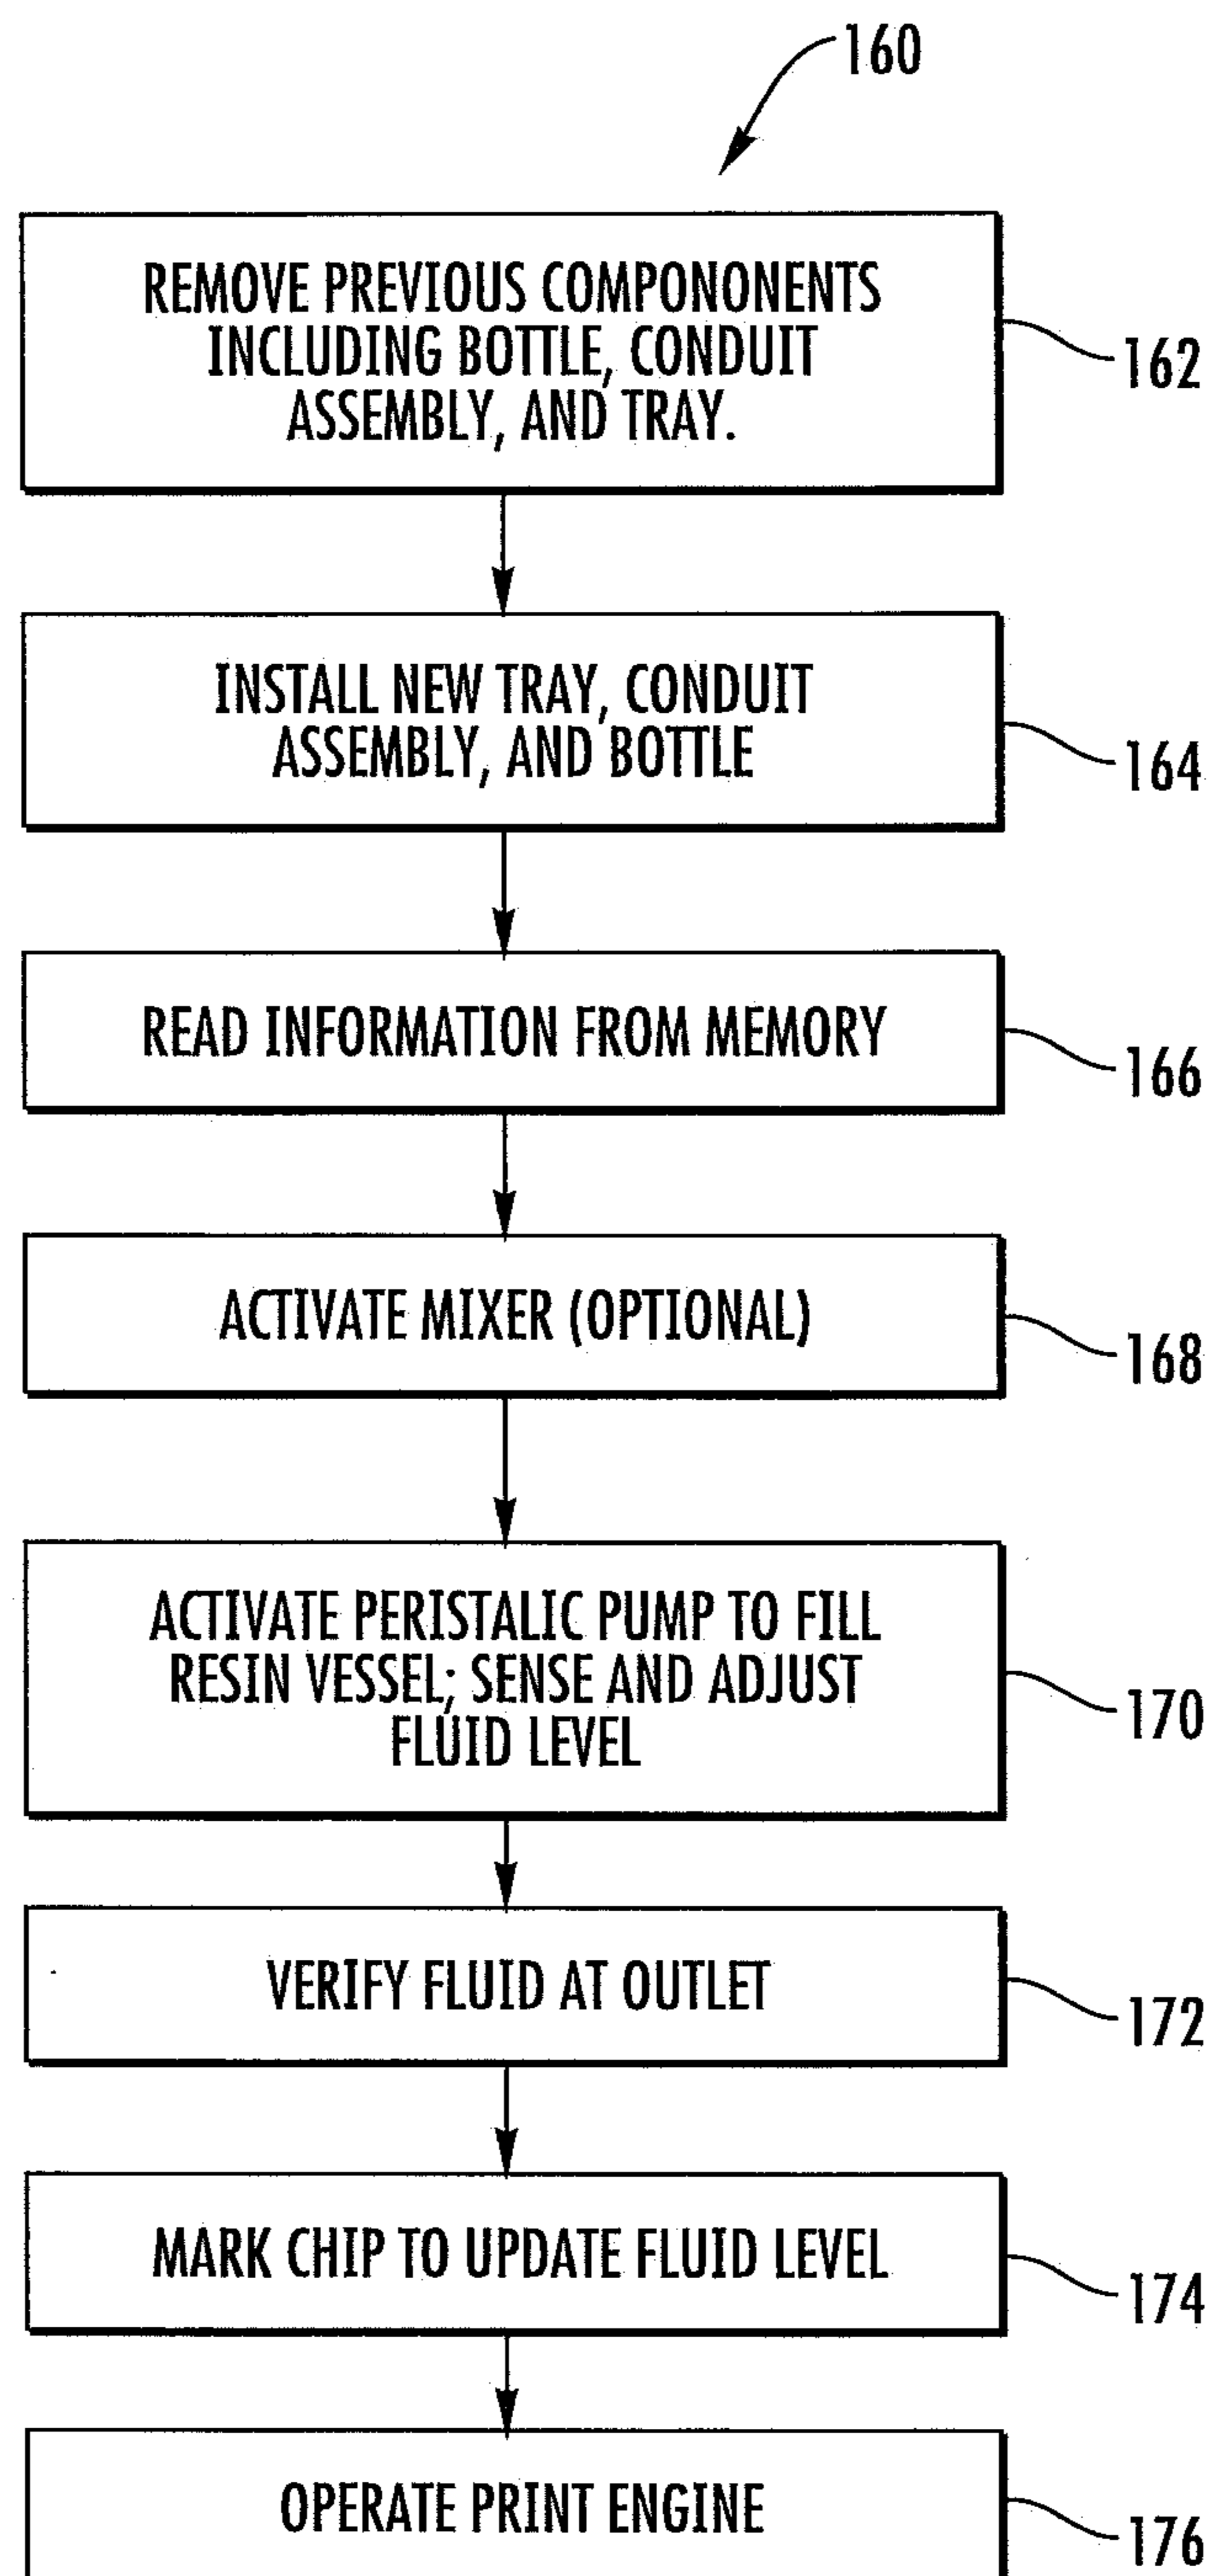 160
REMOVE PREVIOUS COMPONONENTS
INCLUDING BOTTLE, CONDUIT
ASSEMBLY, AND TRAY.
162
INSTALL NEW TRAY, CONDUIT
ASSEMBLY, AND BOTTLE
164
READ INFORMATION FROM MEMORY
166
ACTIVATE MIXER (OPTIONAL)
168
ACTIVATE PERISTALIC PUMP TO FILL
RESIN VESSEL; SENSE AND ADJUST
FLUID LEVEL
170
VERIFY FLUID AT OUTLET
172
MARK CHIP TO UPDATE FLUID LEVEL
174
OPERATE PRINT ENGINE
176